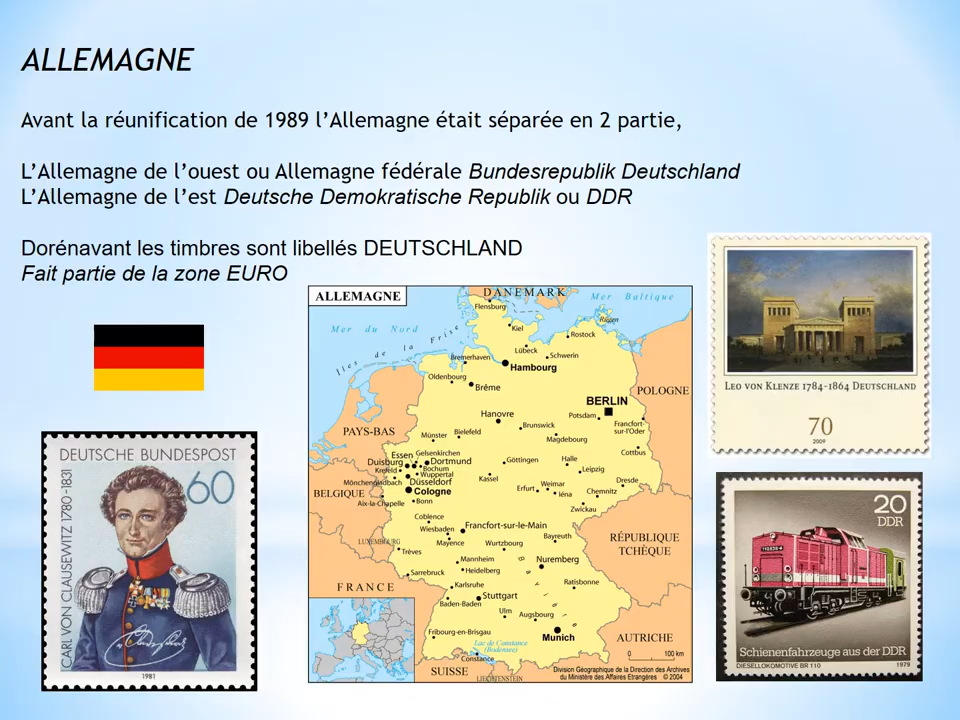 ALLEMAGNE
Avant la réunification de 1989 l’Allemagne était séparée en 2 partie,
L’Allemagne de l’ouest ou Allemagne fédérale Bundesrepublik Deutschland
L’Allemagne de l’est Deutsche Demokratische Republik ou DDR
Dorénavant les timbres sont libellés DEUTSCHLAND
Fait partie de la zone EURO
DEUTSCHE BUNDESPOST
60
CARL VON CLAUSEWITZ 1780-1831
1981
ALLEMAGNE
DANEMARK
Mer Baltique
Mer du Nord
Iles de la Frise
Flensburg
Rügen
Kiel
Rostock
Lübeck
Schwerin
Bremerhaven
Hambourg
Oldenbourg
Brême
POLOGNE
BERLIN
Potsdam
Hanovre
Francfort-
sur-l'Oder
Brunswick
PAYS-BAS
Münster
Bielefeld
Magdebourg
Cottbus
Essen
Gelsenkirchen
Duisburg
Dortmund
Bochum
Krefeld
Wuppertal
Göttingen
Halle
Leipzig
Mönchengladbach
Düsseldorf
Kassel
Weimar
Dresde
BELGIQUE
Cologne
Erfurt
Iéna
Chemnitz
Aix-la-Chapelle
Bonn
Zwickau
Coblence
Wiesbaden
Francfort-sur-le-Main
LUXEMBOURG
Mayence
Wurtzbourg
Bayreuth
RÉPUBLIQUE
TCHÈQUE
Trèves
Mannheim
Nuremberg
Heidelberg
Sarrebruck
FRANCE
Karlsruhe
Ratisbonne
Baden-Baden
Stuttgart
Ulm
Augsbourg
Fribourg-en-Brisgau
Munich
AUTRICHE
Lac de Constance
(Bodensee)
Constance
0 100 km
SUISSE
LIECHTENSTEIN
Division Géographique de la Direction des Archives
du Ministère des Affaires Etrangères © 2004
LEO VON KLENZE 1784-1864 DEUTSCHLAND
70
2009
20
DDR
Schienenfahrzeuge aus der DDR
DIESELLOKOMOTIVE BR 110
1979